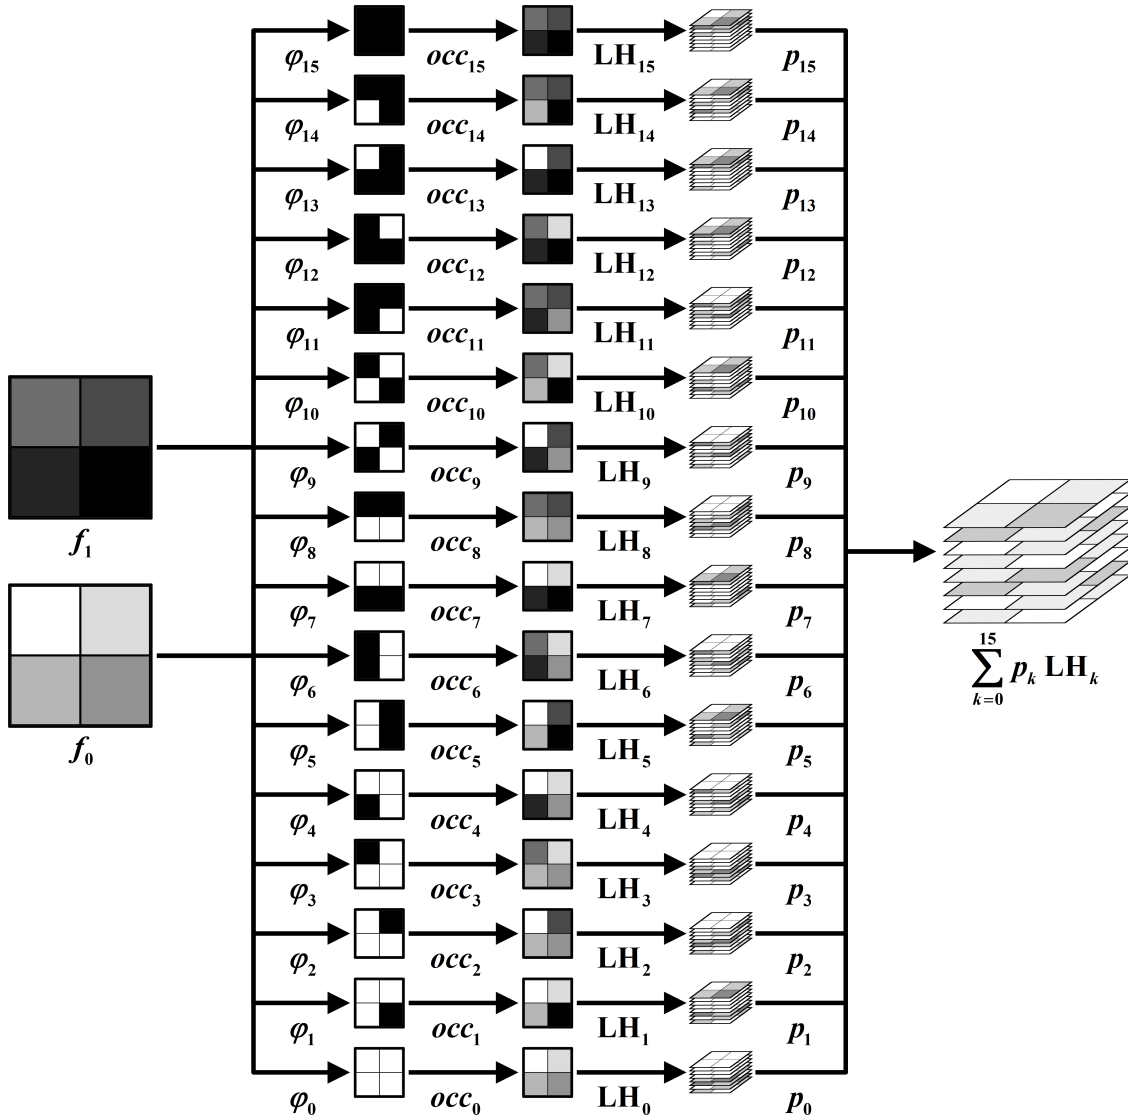 φ15 occ15 LH15 p15
φ14 occ14 LH14 p14
φ13 occ13 LH13 p13
φ12 occ12 LH12 p12
φ11 occ11 LH11 p11
φ10 occ10 LH10 p10
φ9 occ9 LH9 p9
f1
φ8 occ8 LH8 p8
φ7 occ7 LH7 p7
15
∑ pk LHk
k=0
φ6 occ6 LH6 p6
φ5 occ5 LH5 p5
f0
φ4 occ4 LH4 p4
φ3 occ3 LH3 p3
φ2 occ2 LH2 p2
φ1 occ1 LH1 p1
φ0 occ0 LH0 p0